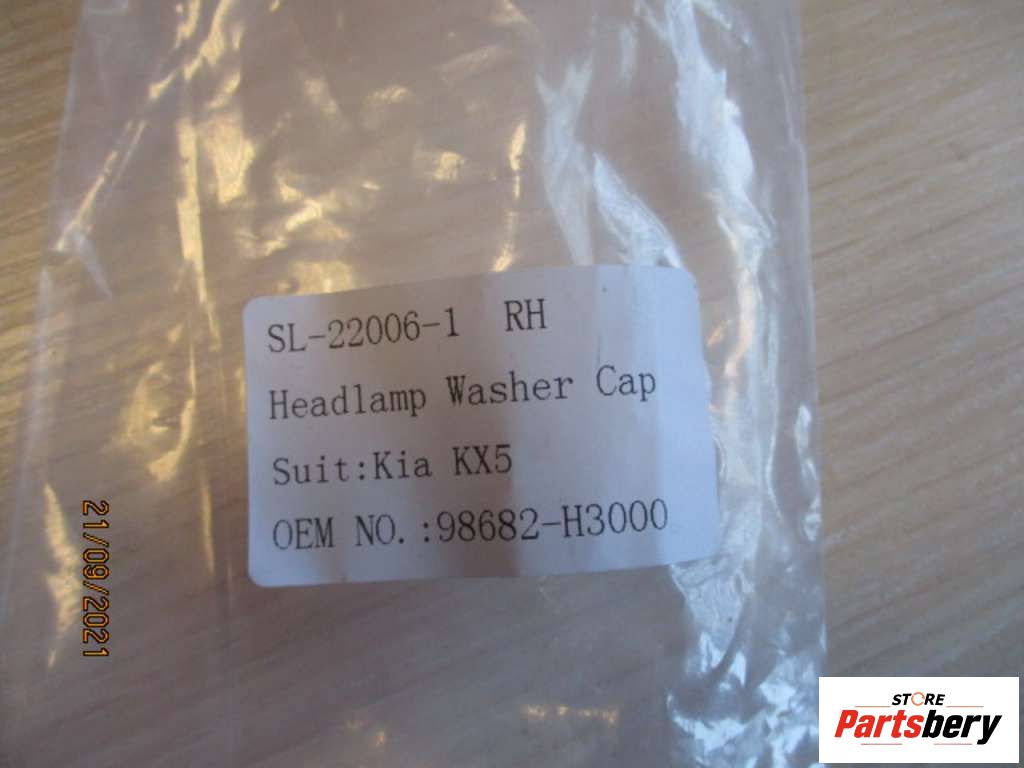 SL-22006-1 RH
Headlamp Washer Cap
Suit:Kia KX5
OEM NO.:98682-H3000
21/09/2021
STORE
Partsbery